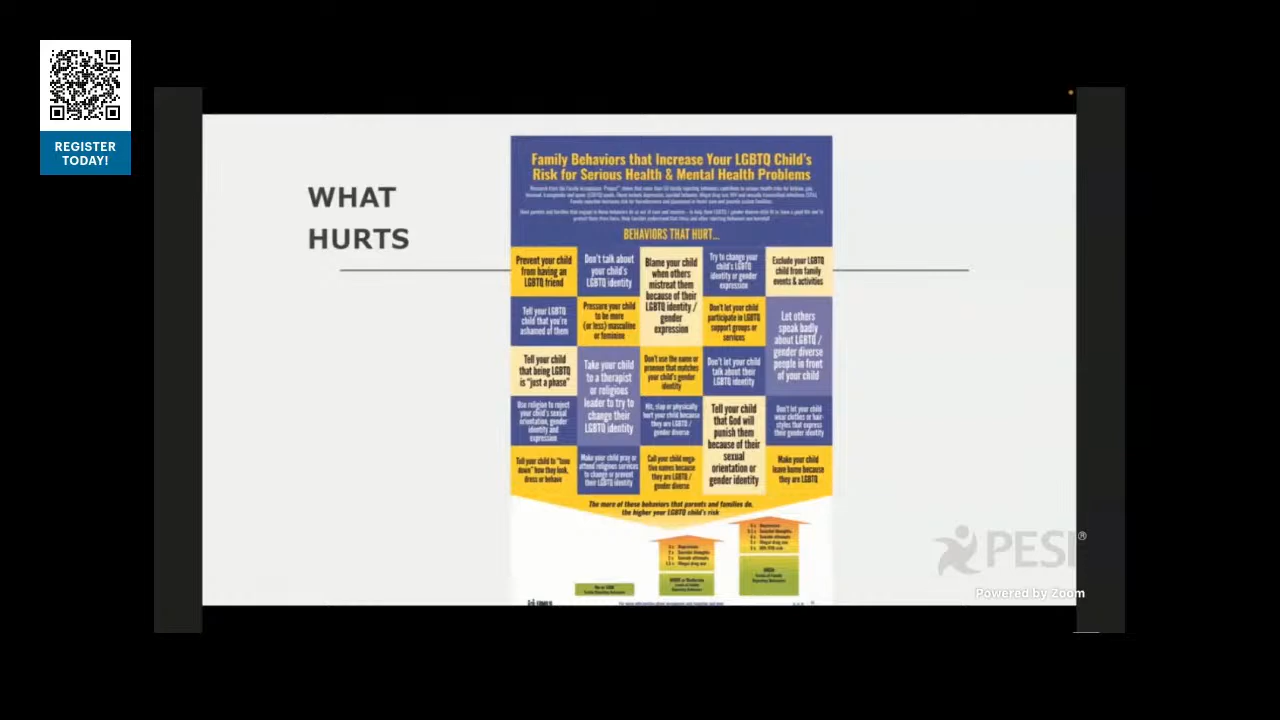 REGISTER
TODAY!
WHAT
HURTS
Family Behaviors that Increase Your LGBTQ Child's
Risk for Serious Health & Mental Health Problems
BEHAVIORS THAT HURT...
Prevent your child
from having an
LGBTQ friend
Don't talk about
your child's
LGBTQ identity
Blame your child
when others
mistreat them
because of their
LGBTQ identity /
gender
expression
Try to change your
child's LGBTQ
identity or gender
expression
Exclude your LGBTQ
child from family
events & activities
Tell your LGBTQ
child that you're
ashamed of them
Pressure your child
to be more
(or less) masculine
or feminine
Don't let your child
participate in LGBTQ
support groups or
services
Let others
speak badly
about LGBTQ /
gender diverse
people in front
of your child
Tell your child
that being LGBTQ
is "just a phase"
Take your child
to a therapist
or religious
leader to try to
change their
LGBTQ identity
Don't use the name or
pronoun that matches
your child's gender
identity
Don't let your child
talk about their
LGBTQ identity
Use religion to reject
your child's sexual
orientation, gender
identity and
expression
Hit, slap or physically
hurt your child because
they are LGBTQ /
gender diverse
Tell your child
that God will
punish them
because of their
sexual
orientation or
gender identity
Don't let your child
wear clothes or hair-
styles that express
their gender identity
Tell your child to "tone
down" how they look,
dress or behave
Make your child pray or
attend religious services
to change or prevent
their LGBTQ identity
Call your child nega-
tive names because
they are LGBTQ /
gender diverse
Make your child
leave home because
they are LGBTQ
The more of these behaviors that parents and families do,
the higher your LGBTQ child's risk
PESI®
Powered by Zoom